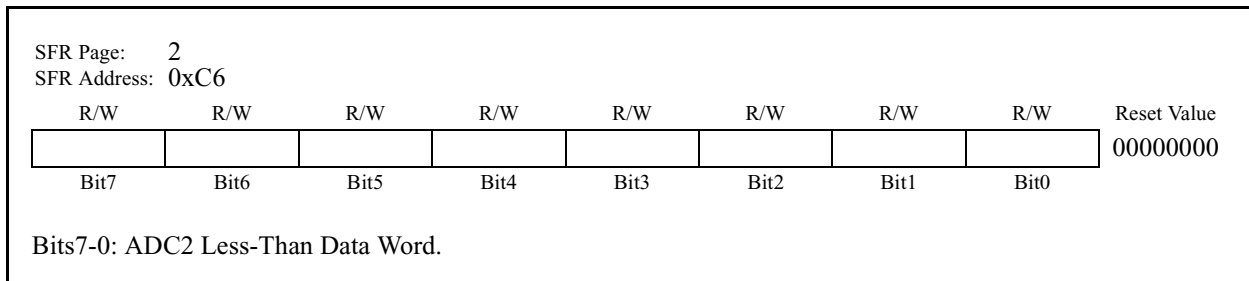 SFR Page: 2
SFR Address: 0xC6
R/W R/W R/W R/W R/W R/W R/W R/W Reset Value
00000000
Bit7 Bit6 Bit5 Bit4 Bit3 Bit2 Bit1 Bit0
Bits7-0: ADC2 Less-Than Data Word.